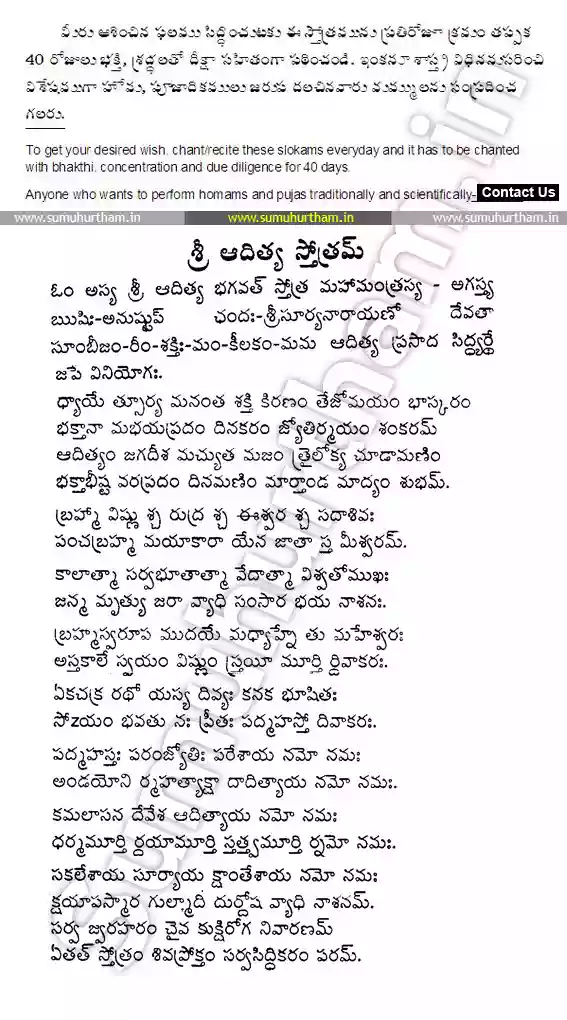 మీరు ఆశించిన ఫలము సిద్ధించుటకు ఈ స్తోత్రమును ప్రతిరోజూ క్రమం తప్పక
40 రోజులు భక్తి, శ్రద్ధలతో దీక్షా సహితంగా పఠించండి. ఇంకనూ శాస్త్ర విధిననుసరించి
విశేషముగా హోమ, పూజాదికములు జరుప దలచినవారు మమ్ములను సంప్రదించ
గలరు.
To get your desired wish, chant/recite these slokams everyday and it has to be chanted
with bhakthi, concentration and due diligence for 40 days.
Anyone who wants to perform homams and pujas traditionally and scientifically- Contact Us
www.sumuhurtham.in www.sumuhurtham.in www.sumuhurtham.in
శ్రీ ఆదిత్య స్తోత్రమ్
ఓం అస్య శ్రీ ఆదిత్య భగవత్ స్తోత్ర మహామంత్రస్య - అగస్త్య
ఋషిః-అనుష్టుప్ ఛందః-శ్రీసూర్యనారాయణో దేవతా
సూంబీజం-రీం-శక్తిః-మం-కీలకం-మమ ఆదిత్య ప్రసాద సిద్ధ్యర్థే
జపే వినియోగః.
ధ్యాయే త్సూర్య మనంత శక్తి కిరణం తేజోమయం భాస్కరం
భక్తానా మభయప్రదం దినకరం జ్యోతిర్మయం శంకరమ్
ఆదిత్యం జగదీశ మచ్యుత మజం త్రైలోక్య చూడామణిం
భక్తాభీష్ట వరప్రదం దినమణిం మార్తాండ మాద్యం శుభమ్.
బ్రహ్మా విష్ణు శ్చ రుద్ర శ్చ ఈశ్వర శ్చ సదాశివః
పంచబ్రహ్మ మయాకారా యేన జాతా స్త మీశ్వరమ్.
కాలాత్మా సర్వభూతాత్మా వేదాత్మా విశ్వతోముఖః
జన్మ మృత్యు జరా వ్యాధి సంసార భయ నాశనః.
బ్రహ్మస్వరూప ముదయే మధ్యాహ్నే తు మహేశ్వరః
అస్తకాలే స్వయం విష్ణుం స్త్రయీ మూర్తి ర్దివాకరః.
ఏకచక్ర రథో యస్య దివ్యః కనక భూషితః
సోzయం భవతు నః ప్రీతః పద్మహస్తో దివాకరః.
పద్మహస్తః పరంజ్యోతిః పరేశాయ నమో నమః
అండయోని ర్మహత్యాక్షా దాదిత్యాయ నమో నమః.
కమలాసన దేవేశ ఆదిత్యాయ నమో నమః
ధర్మమూర్తి ర్దయామూర్తి స్తత్త్వమూర్తి ర్నమో నమః.
సకలేశాయ సూర్యాయ క్షాంతేశాయ నమో నమః
క్షయాపస్మార గుల్మాది దుర్దోష వ్యాధి నాశనమ్.
సర్వ జ్వరహరం చైవ కుక్షిరోగ నివారణమ్
ఏతత్ స్తోత్రం శివప్రోక్తం సర్వసిద్ధికరం పరమ్.
sumuhurtham.in